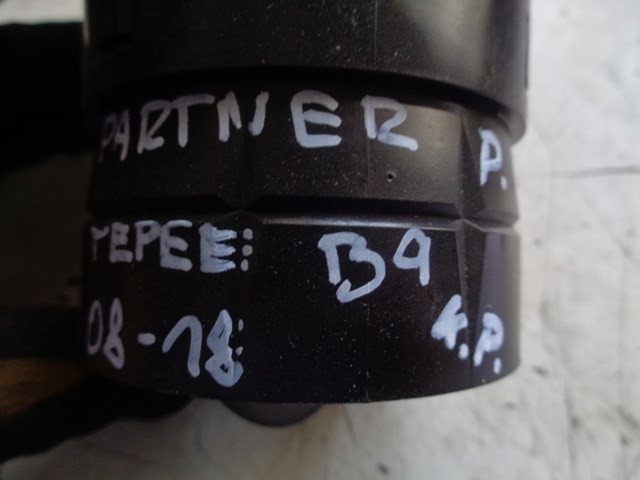 PARTNER P.
TEPEE: B9
08-18: 4.P.